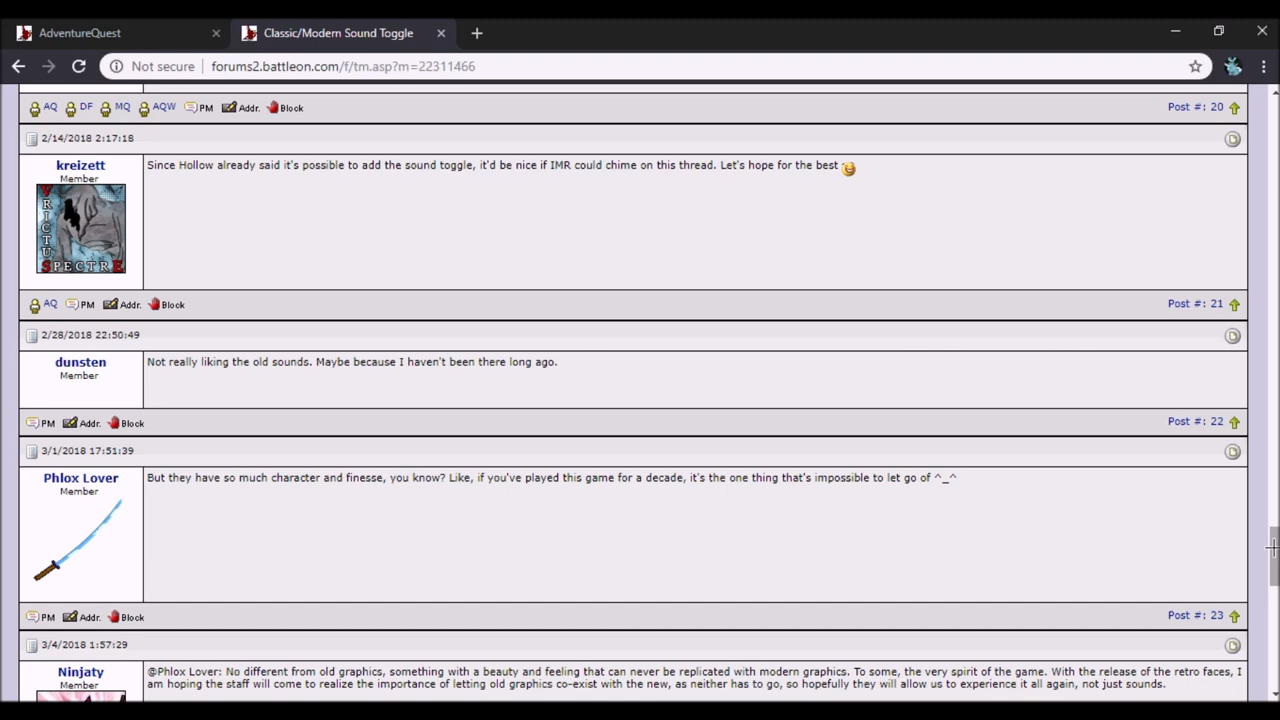 AdventureQuest
Classic/Modern Sound Toggle
Not secure forums2.battleon.com/f/tm.asp?m=22311466
AQ DF MQ AQW PM Addr. Block Post #: 20
2/14/2018 2:17:18
kreizett
Member
Since Hollow already said it's possible to add the sound toggle, it'd be nice if IMR could chime on this thread. Let's hope for the best
VRICTUS
SPECTRE
AQ PM Addr. Block Post #: 21
2/28/2018 22:50:49
dunsten
Member
Not really liking the old sounds. Maybe because I haven't been there long ago.
PM Addr. Block Post #: 22
3/1/2018 17:51:39
Phlox Lover
Member
But they have so much character and finesse, you know? Like, if you've played this game for a decade, it's the one thing that's impossible to let go of ^_^
PM Addr. Block Post #: 23
3/4/2018 1:57:29
Ninjaty
Member
@Phlox Lover: No different from old graphics, something with a beauty and feeling that can never be replicated with modern graphics. To some, the very spirit of the game. With the release of the retro faces, I
am hoping the staff will come to realize the importance of letting old graphics co-exist with the new, as neither has to go, so hopefully they will allow us to experience it all again, not just sounds.